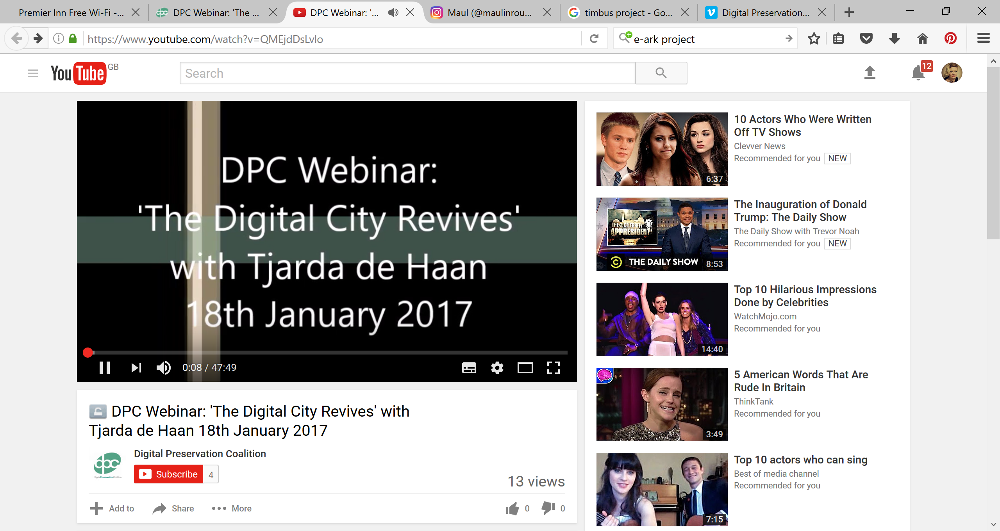 Premier Inn Free Wi-Fi -...
DPC Webinar: 'The ...
DPC Webinar: '...
Maul (@maulinrou...
timbus project - Go...
Digital Preservation...
https://www.youtube.com/watch?v=QMEjdDsLvlo
e-ark project
YouTube GB
Search
12
DPC Webinar:
'The Digital City Revives'
with Tjarda de Haan
18th January 2017
0:08 / 47:49
DPC Webinar: 'The Digital City Revives' with
Tjarda de Haan 18th January 2017
dpc
DigitalPreservationCoalition
Digital Preservation Coalition
Subscribe 4
13 views
Add to
Share
More
0
0
6:37
10 Actors Who Were Written
Off TV Shows
Clevver News
Recommended for you NEW
THE CELEBRITY
APPRESIDENT
THE DAILY SHOW 8:53
The Inauguration of Donald
Trump: The Daily Show
The Daily Show with Trevor Noah
Recommended for you NEW
14:40
Top 10 Hilarious Impressions
Done by Celebrities
WatchMojo.com
Recommended for you
3:49
5 American Words That Are
Rude In Britain
ThinkTank
Recommended for you
7:15
Top 10 actors who can sing
Best of media channel
Recommended for you